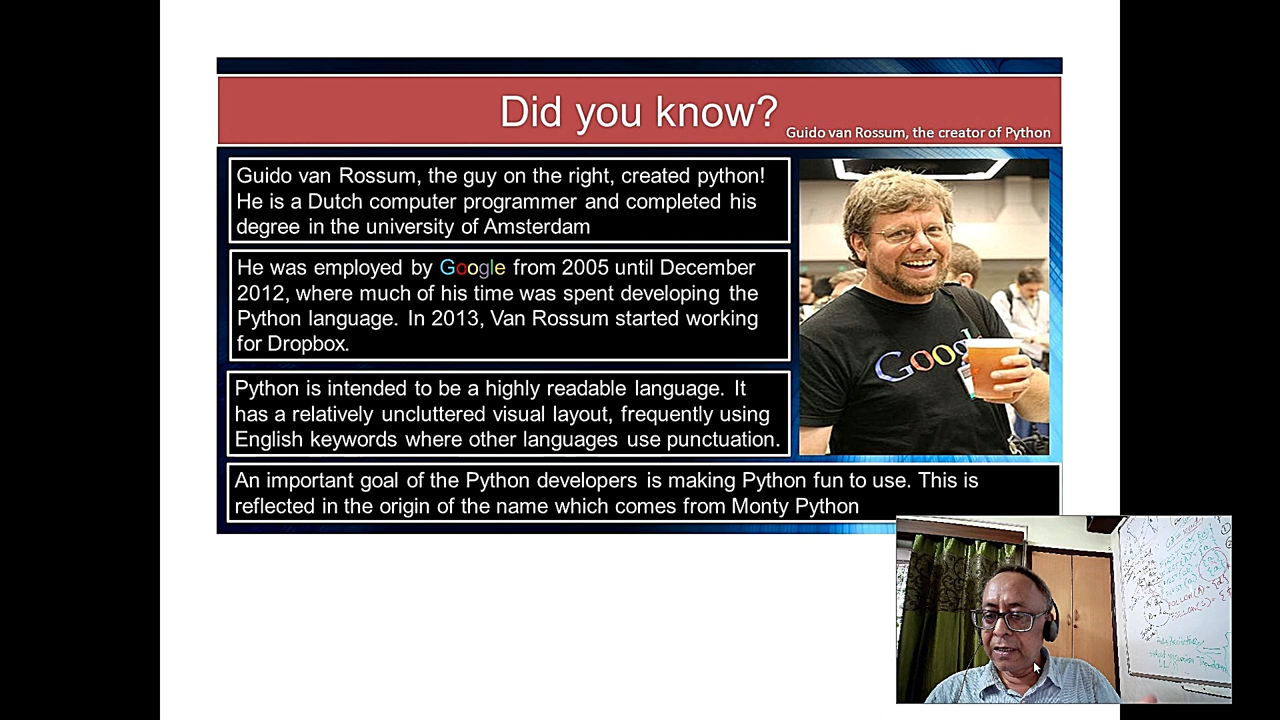 Did you know?
Guido van Rossum, the creator of Python
Guido van Rossum, the guy on the right, created python!
He is a Dutch computer programmer and completed his
degree in the university of Amsterdam
He was employed by Google from 2005 until December
2012, where much of his time was spent developing the
Python language. In 2013, Van Rossum started working
for Dropbox.
Python is intended to be a highly readable language. It
has a relatively uncluttered visual layout, frequently using
English keywords where other languages use punctuation.
An important goal of the Python developers is making Python fun to use. This is
reflected in the origin of the name which comes from Monty Python